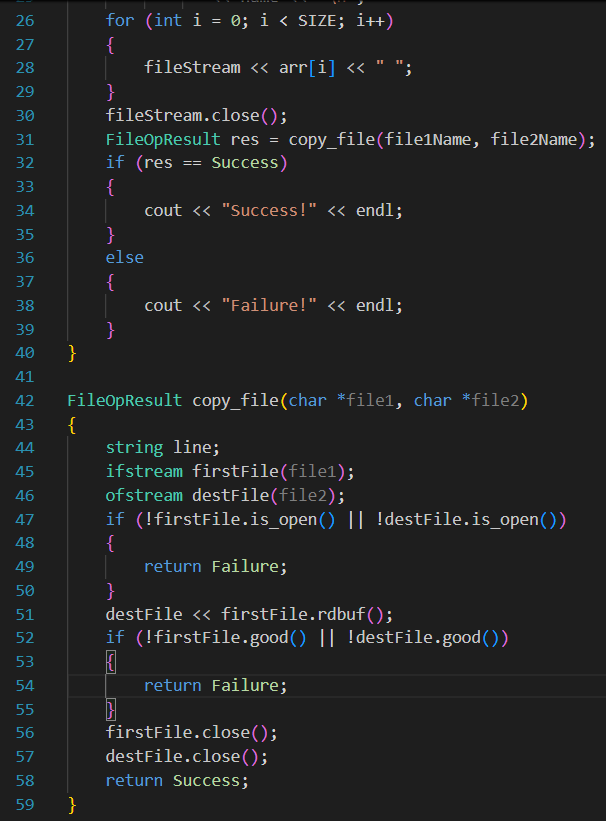 26 for (int i = 0; i < SIZE; i++)
27 {
28 fileStream << arr[i] << " ";
29 }
30 fileStream.close();
31 FileOpResult res = copy_file(file1Name, file2Name);
32 if (res == Success)
33 {
34 cout << "Success!" << endl;
35 }
36 else
37 {
38 cout << "Failure!" << endl;
39 }
40 }
41
42 FileOpResult copy_file(char *file1, char *file2)
43 {
44 string line;
45 ifstream firstFile(file1);
46 ofstream destFile(file2);
47 if (!firstFile.is_open() || !destFile.is_open())
48 {
49 return Failure;
50 }
51 destFile << firstFile.rdbuf();
52 if (!firstFile.good() || !destFile.good())
53 {
54 return Failure;
55 }
56 firstFile.close();
57 destFile.close();
58 return Success;
59 }